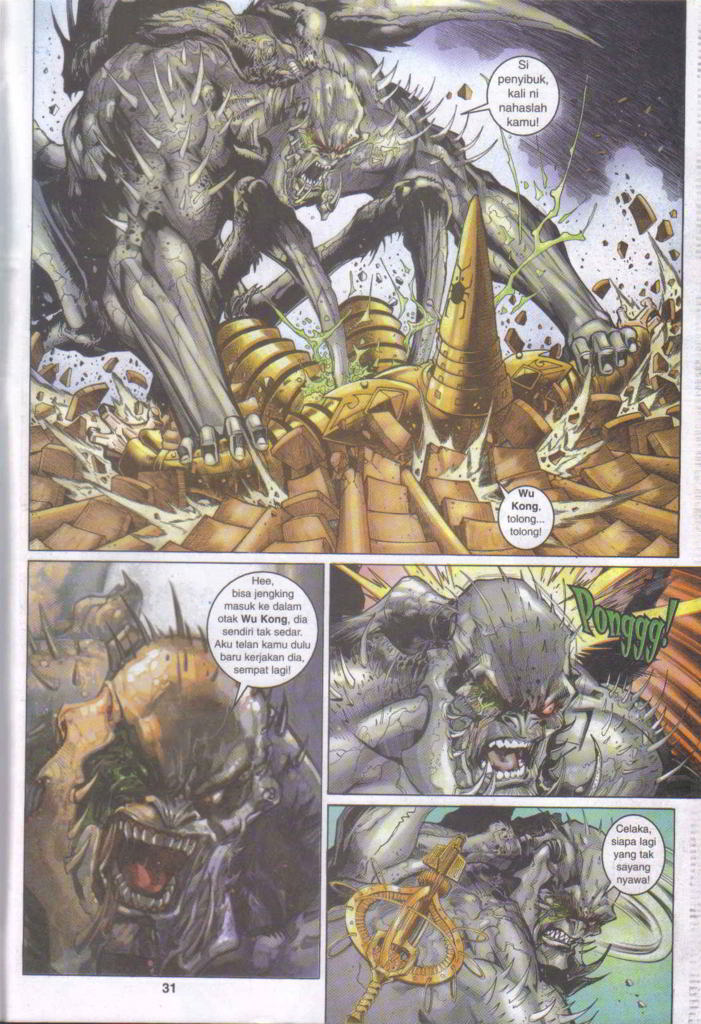 Si
penyibuk,
kali ni
nahaslah
kamu!
Wu
Kong,
tolong...
tolong!
Hee,
bisa jengking
masuk ke dalam
otak Wu Kong, dia
sendiri tak sedar.
Aku telan kamu dulu
baru kerjakan dia,
sempat lagi!
Ponggg!
Celaka,
siapa lagi
yang tak
sayang
nyawa!
31